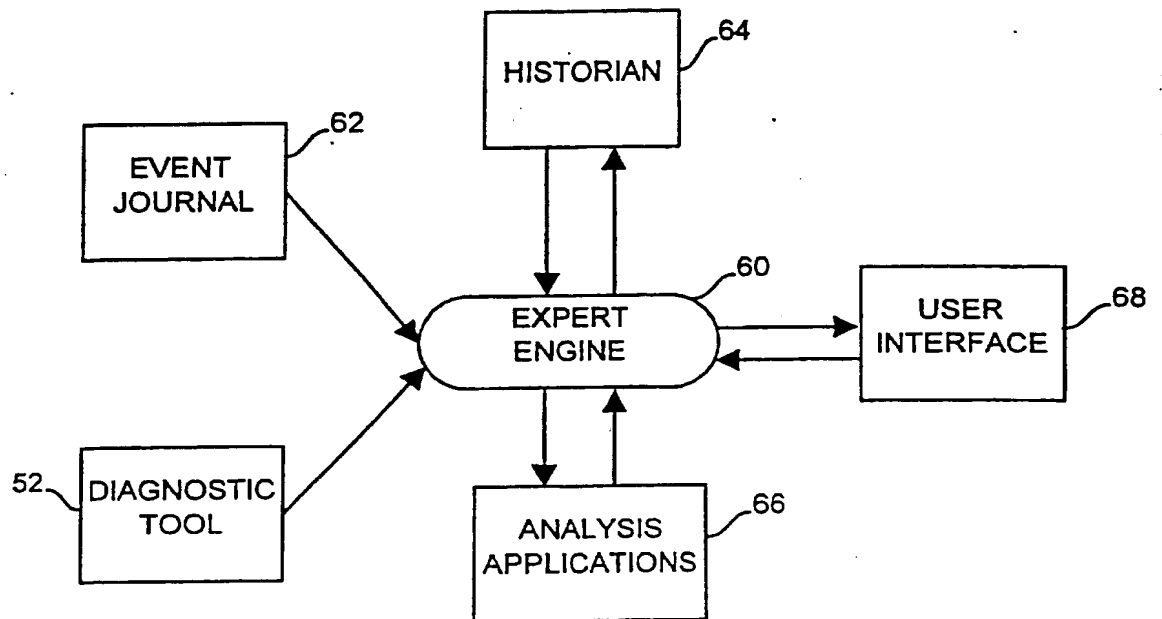 64
HISTORIAN
62
EVENT
JOURNAL
60
EXPERT
ENGINE
68
USER
INTERFACE
52
DIAGNOSTIC
TOOL
66
ANALYSIS
APPLICATIONS